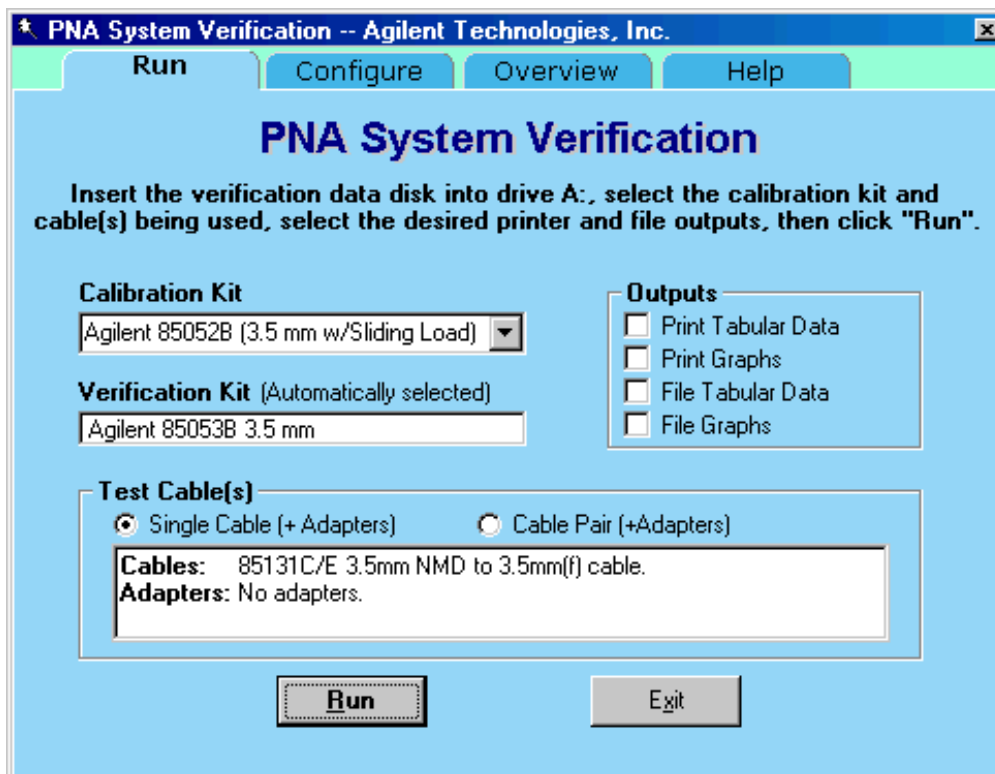 PNA System Verification -- Agilent Technologies, Inc.
Run
Configure
Overview
Help
PNA System Verification
Insert the verification data disk into drive A:, select the calibration kit and
cable(s) being used, select the desired printer and file outputs, then click "Run".
Calibration Kit
Agilent 85052B (3.5 mm w/Sliding Load)
Verification Kit (Automatically selected)
Agilent 85053B 3.5 mm
Outputs
Print Tabular Data
Print Graphs
File Tabular Data
File Graphs
Test Cable(s)
Single Cable (+ Adapters)
Cable Pair (+Adapters)
Cables: 85131C/E 3.5mm NMD to 3.5mm(f) cable.
Adapters: No adapters.
Run
Exit